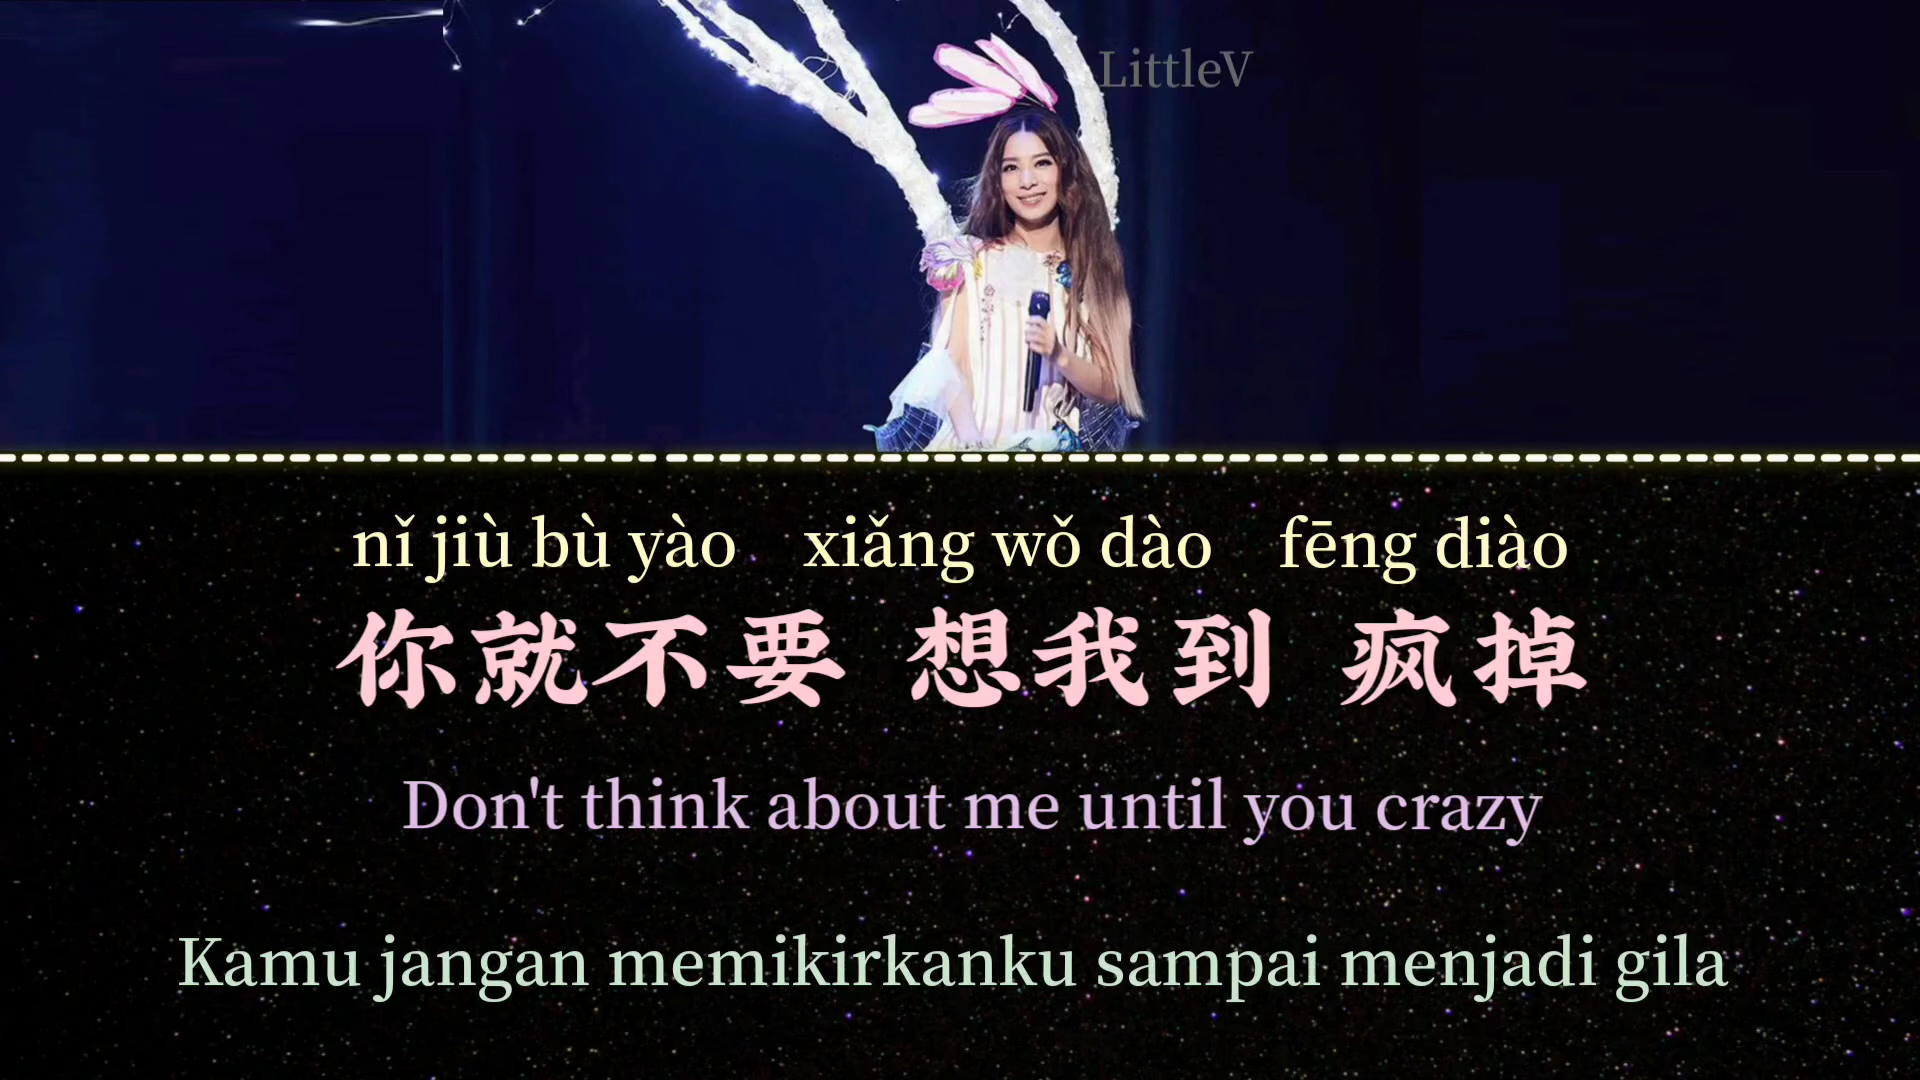 LittleV
nǐ jiù bù yào xiǎng wǒ dào fēng diào
你就不要 想我到 疯掉
Don't think about me until you crazy
Kamu jangan memikirkanku sampai menjadi gila